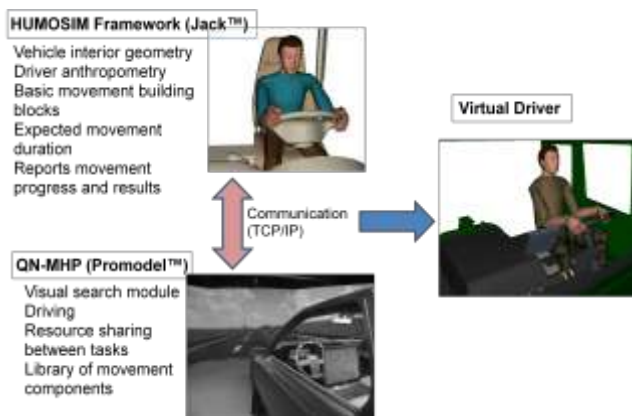 HUMOSIM Framework (Jack™)
Vehicle interior geometry
Driver anthropometry
Basic movement building
blocks
Expected movement
duration
Reports movement
progress and results
Virtual Driver
Communication
(TCP/IP)
QN-MHP (Promodel™)
Visual search module
Driving
Resource sharing
between tasks
Library of movement
components